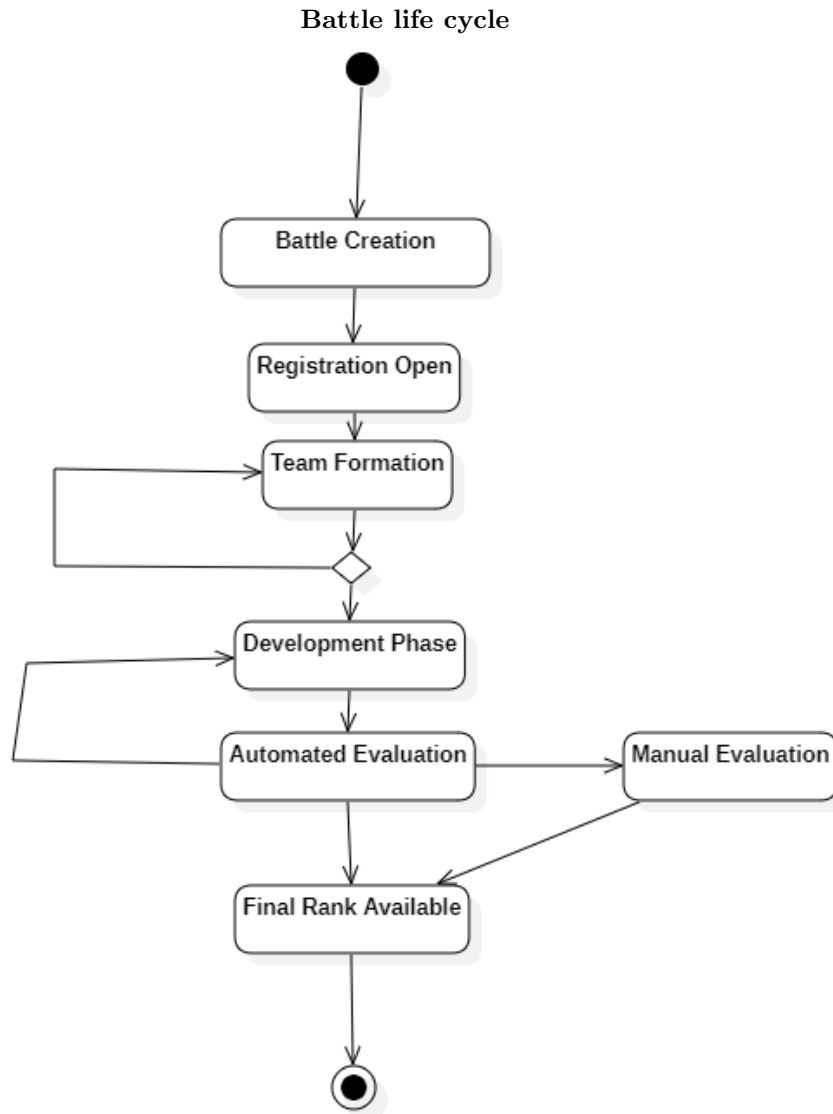 Battle life cycle
Battle Creation
Registration Open
Team Formation
Development Phase
Automated Evaluation
Manual Evaluation
Final Rank Available